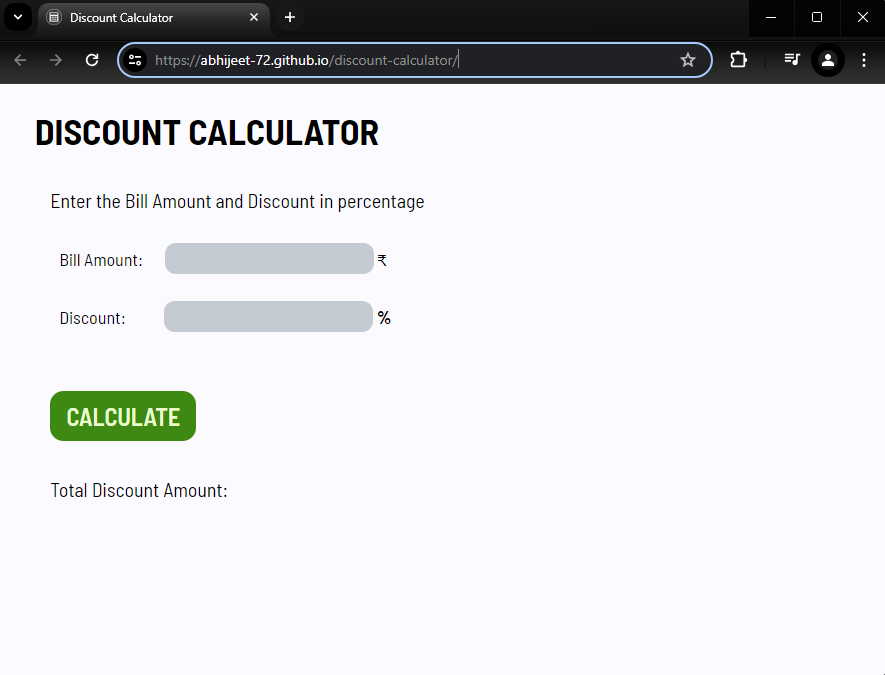 Discount Calculator
https://abhijeet-72.github.io/discount-calculator/
DISCOUNT CALCULATOR
Enter the Bill Amount and Discount in percentage
Bill Amount: ₹
Discount: %
CALCULATE
Total Discount Amount: